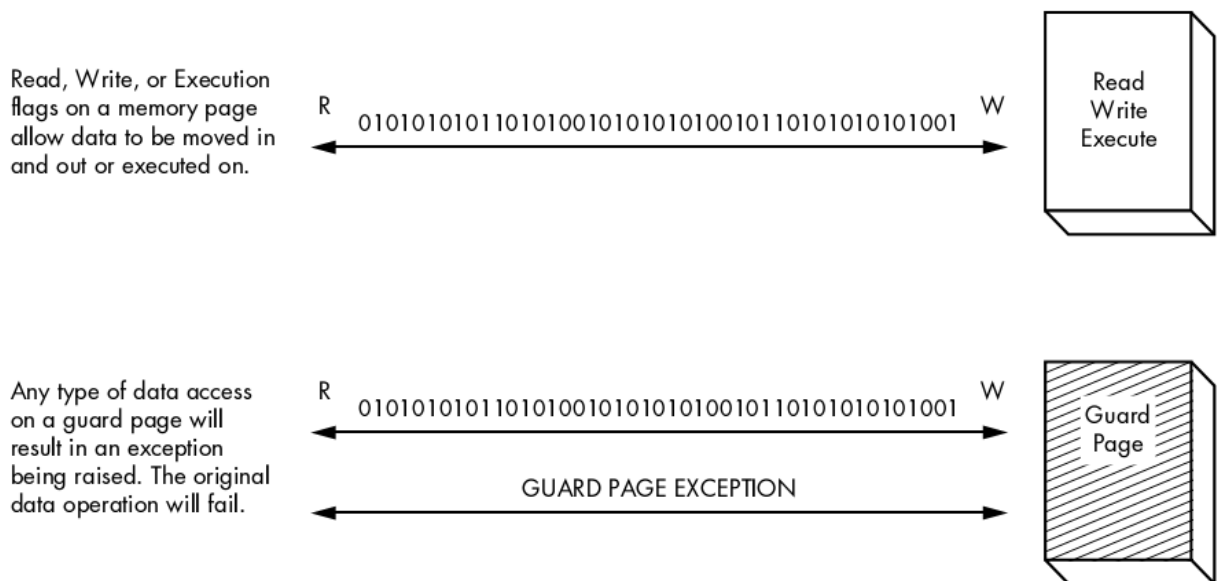 Read, Write, or Execution
flags on a memory page
allow data to be moved in
and out or executed on.
R
W
01010101011010100101010101001011010101010101001
Read
Write
Execute
Any type of data access
on a guard page will
result in an exception
being raised. The original
data operation will fail.
R
W
01010101011010100101010101001011010101010101001
GUARD PAGE EXCEPTION
Guard
Page